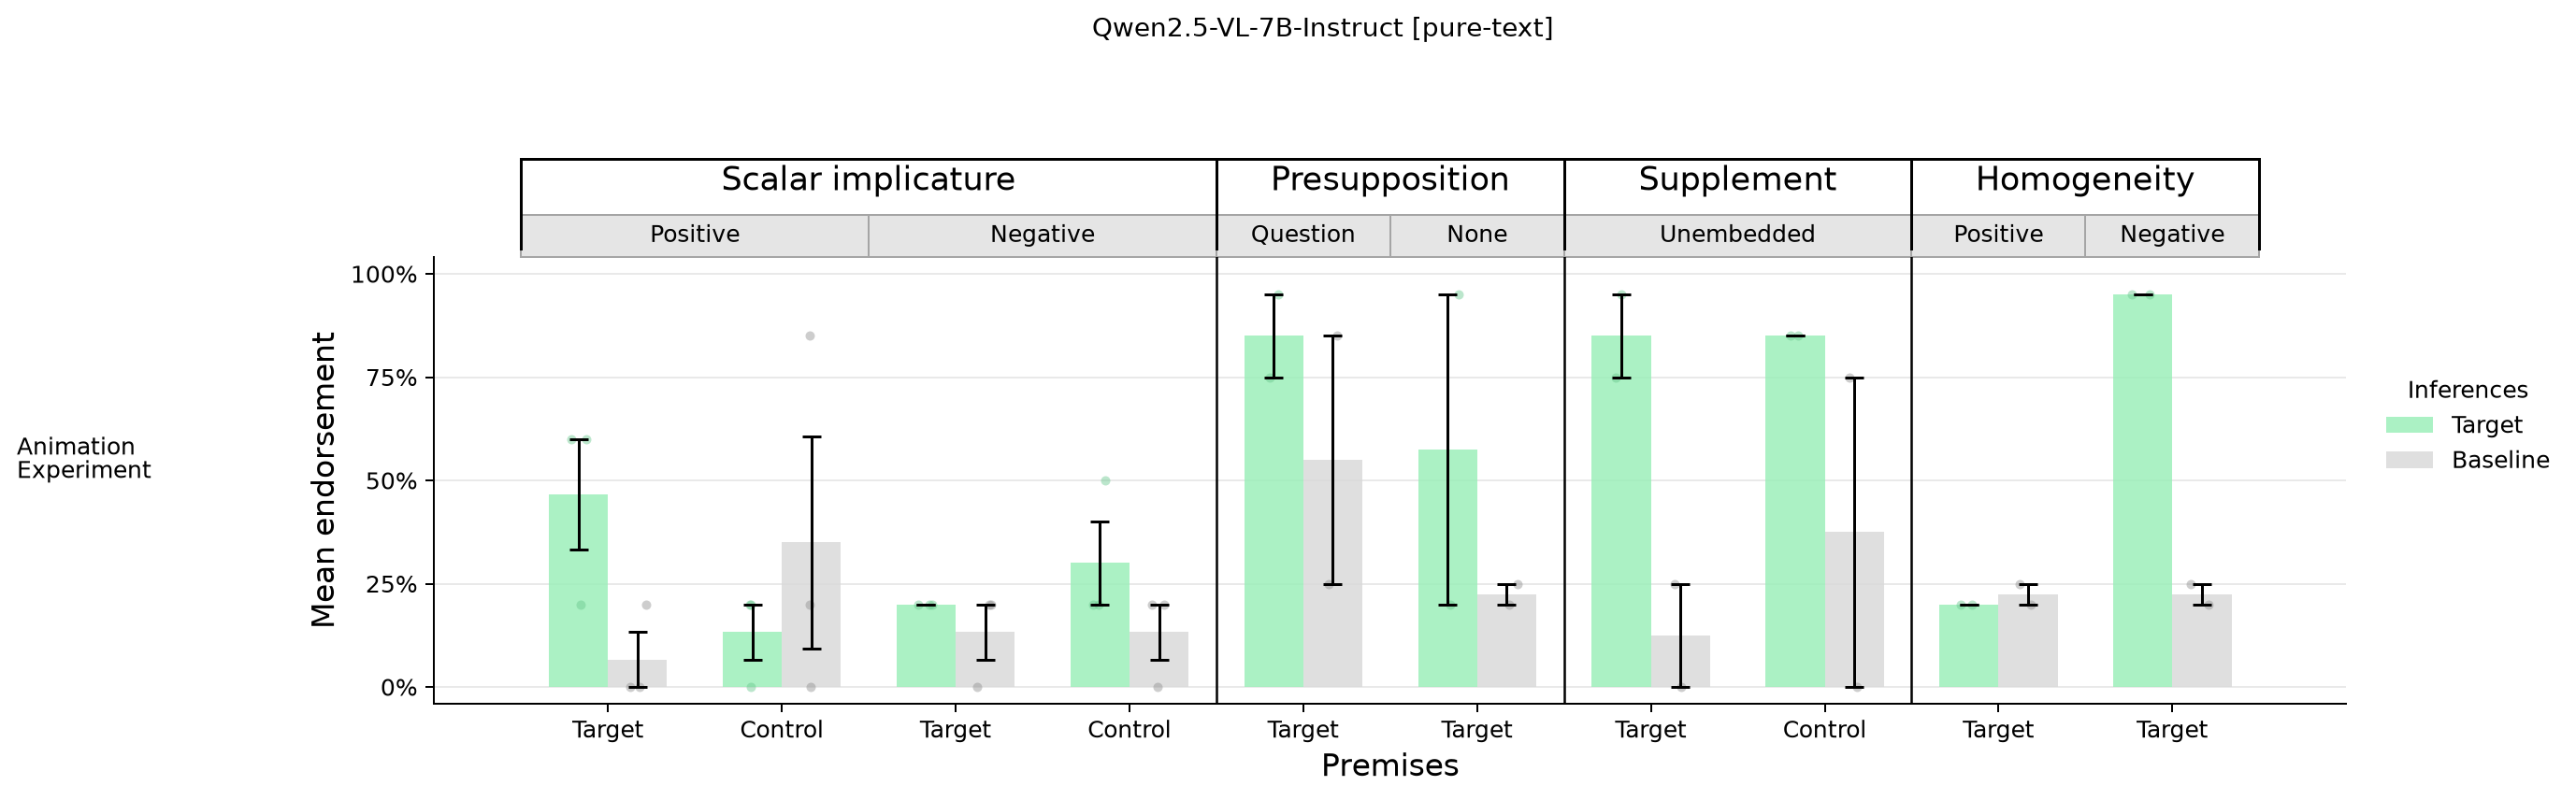 Qwen2.5-VL-7B-Instruct [pure-text]
Scalar implicature Presupposition Supplement Homogeneity
Positive Negative Question None Unembedded Positive Negative
100%
75%
50%
25%
0%
Mean endorsement
Animation
Experiment
Inferences
Target
Baseline
Target Control Target Control Target Target Target Control Target Target
Premises